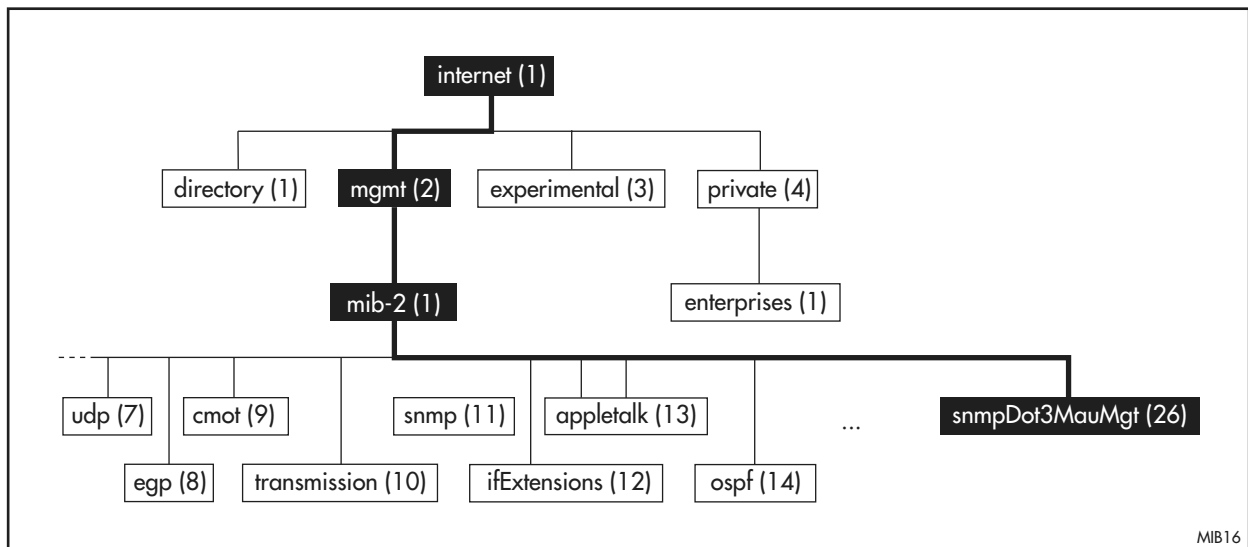 internet (1)
directory (1) mgmt (2) experimental (3) private (4)
mib-2 (1) enterprises (1)
udp (7) cmot (9) snmp (11) appletalk (13) ... snmpDot3MauMgt (26)
egp (8) transmission (10) ifExtensions (12) ospf (14)
MIB16